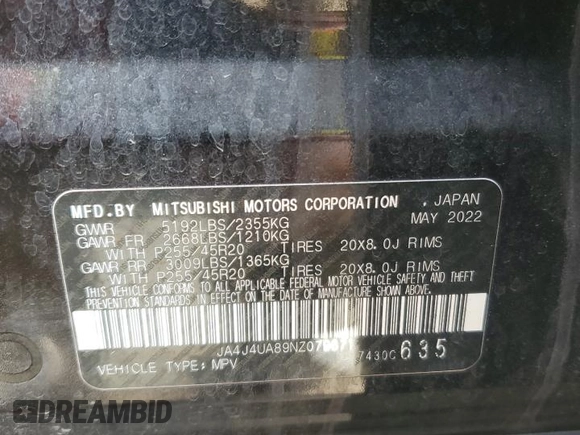 MFD.BY MITSUBISHI MOTORS CORPORATION . JAPAN
GVWR 5192LBS/2355KG MAY 2022
GAWR FR 2668LBS/1210KG
WITH P255/45R20 TIRES 20X8.0J RIMS
GAWR RR 3009LBS/1365KG
WITH P255/45R20 TIRES 20X8.0J RIMS
THIS VEHICLE CONFORMS TO ALL APPLICABLE FEDERAL MOTOR VEHICLE SAFETY AND THEFT
PREVENTION STANDARDS IN EFFECT ON THE DATE OF MANUFACTURE SHOWN ABOVE.
635
VEHICLE TYPE: MPV
DREAMBID